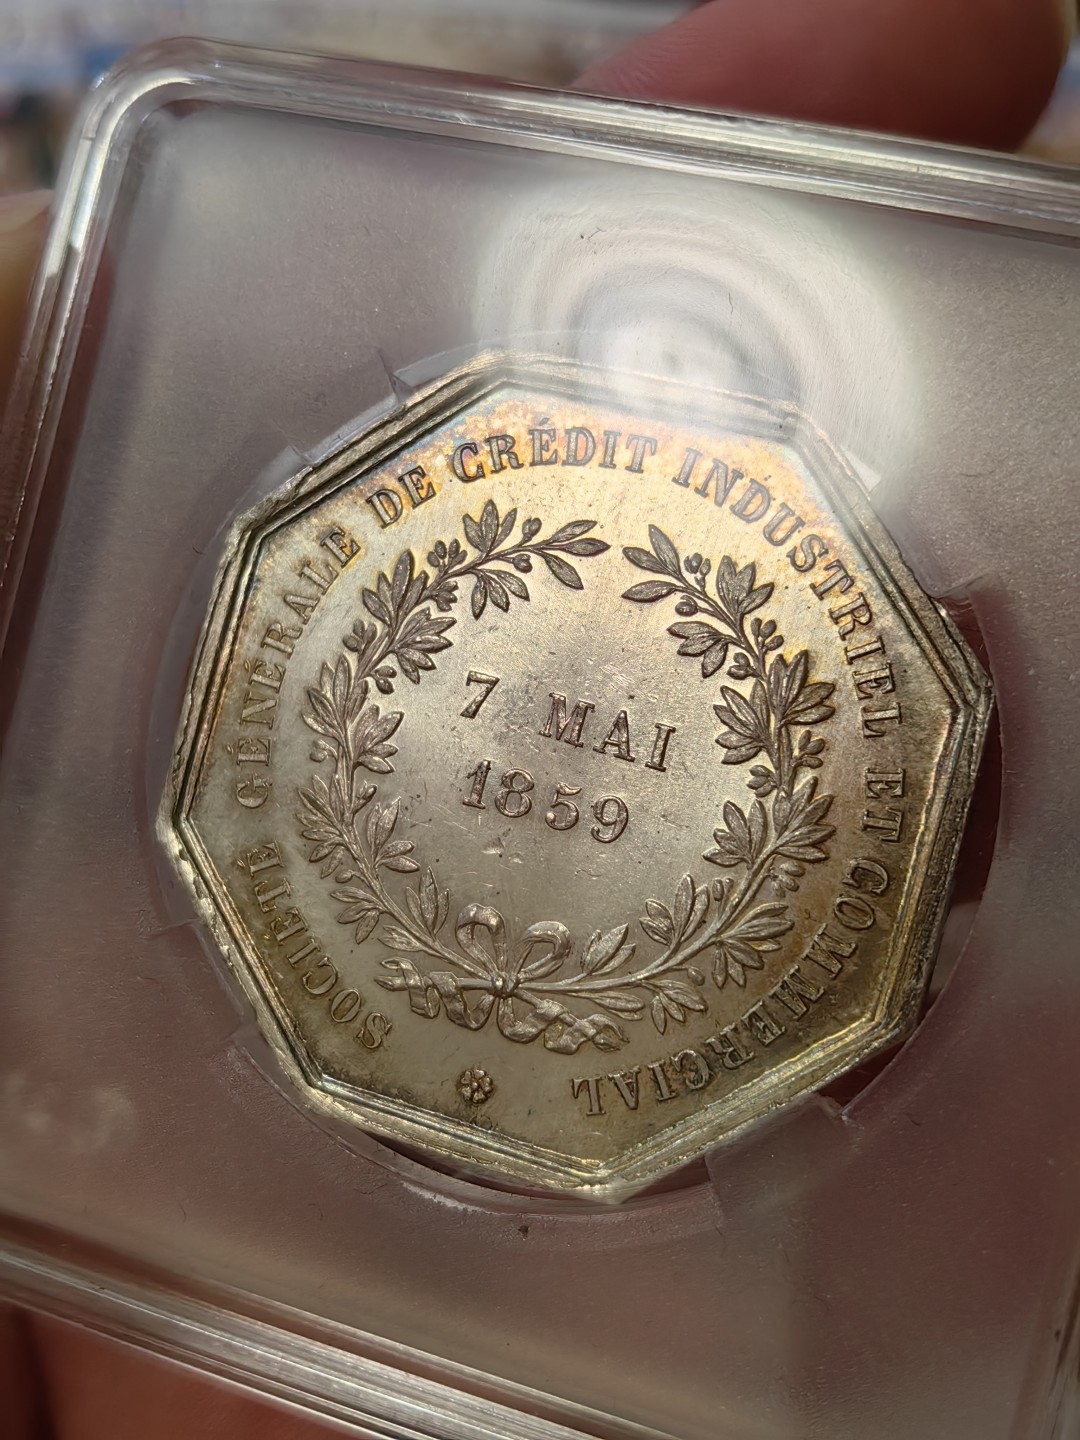 SOCIÉTÉ GÉNÉRALE DE CRÉDIT INDUSTRIEL ET COMMERCIAL
7 MAI
1859